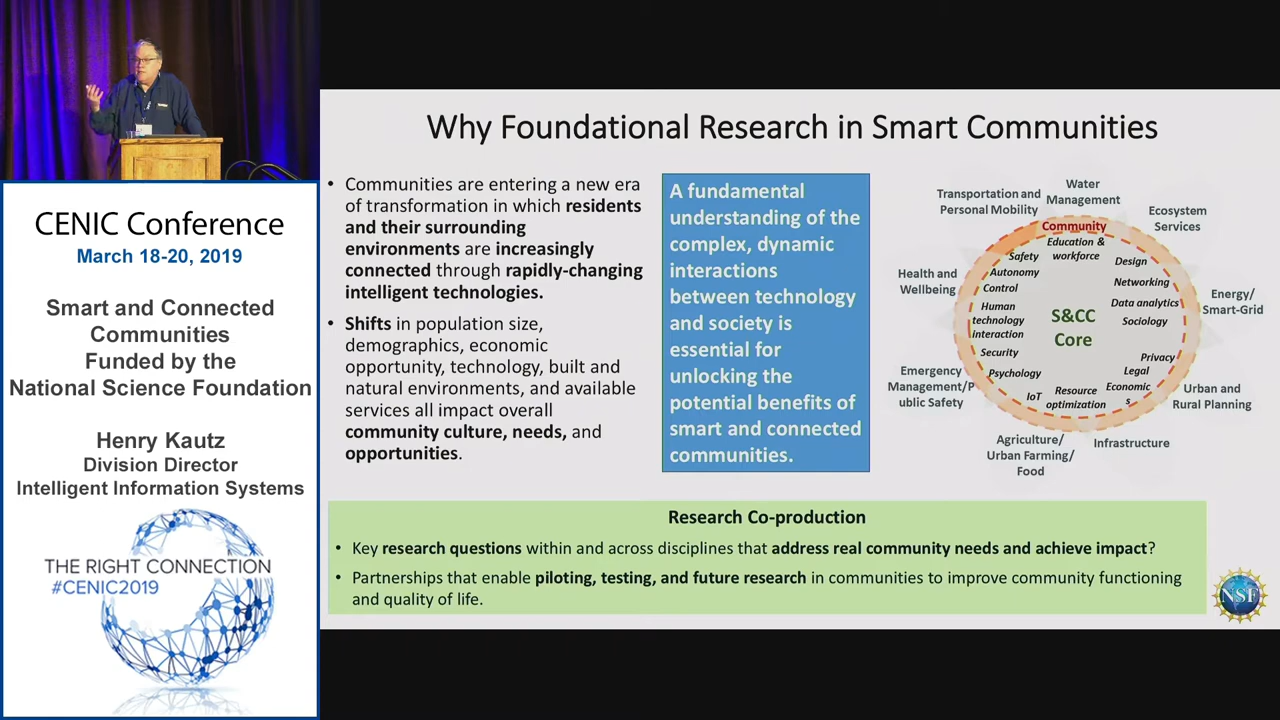 CENIC Conference
March 18-20, 2019
Smart and Connected
Communities
Funded by the
National Science Foundation
Henry Kautz
Division Director
Intelligent Information Systems
THE RIGHT CONNECTION
#CENIC2019
Why Foundational Research in Smart Communities
• Communities are entering a new era
of transformation in which residents
and their surrounding
environments are increasingly
connected through rapidly-changing
intelligent technologies.
• Shifts in population size,
demographics, economic
opportunity, technology, built and
natural environments, and available
services all impact overall
community culture, needs, and
opportunities.
A fundamental
understanding of the
complex, dynamic
interactions
between technology
and society is
essential for
unlocking the
potential benefits of
smart and connected
communities.
Water
Management
Transportation and
Personal Mobility
Ecosystem
Services
Health and
Wellbeing
Energy/
Smart-Grid
Emergency
Management/P
ublic Safety
Urban and
Rural Planning
Agriculture/
Urban Farming/
Food
Infrastructure
Community
Education &
workforce
Safety
Design
Autonomy
Control
Networking
Human
technology
interaction
Data analytics
Sociology
S&CC
Core
Security
Privacy
Psychology
Legal
Economic
s
IoT
Resource
optimization
Research Co-production
• Key research questions within and across disciplines that address real community needs and achieve impact?
• Partnerships that enable piloting, testing, and future research in communities to improve community functioning
and quality of life.
NSF